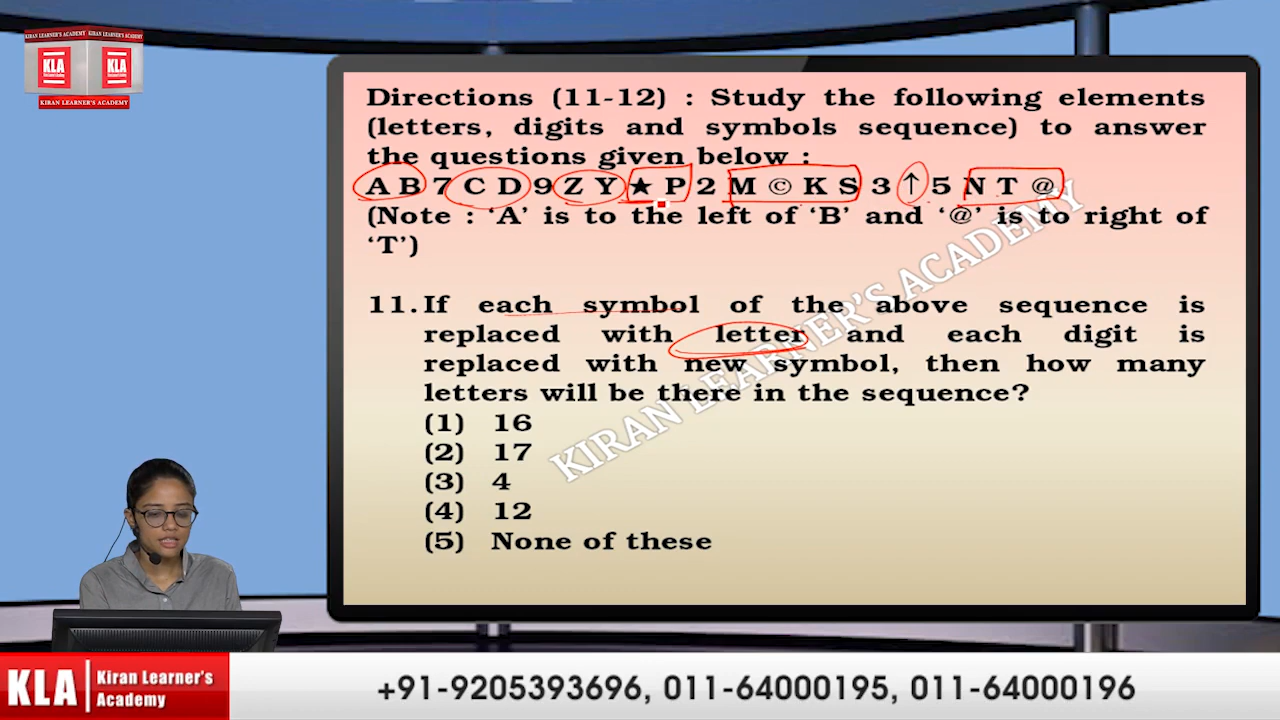 KIRAN LEARNER'S ACADEMY KIRAN LEARNER'S ACADEMY
KLA KLA
KIRAN LEARNER'S ACADEMY
Directions (11-12) : Study the following elements
(letters, digits and symbols sequence) to answer
the questions given below :
A B 7 C D 9 Z Y ★ P 2 M © K S 3 ↑ 5 N T @
(Note : ‘A’ is to the left of ‘B’ and ‘@’ is to right of
‘T’)
11. If each symbol of the above sequence is
replaced with letter and each digit is
replaced with new symbol, then how many
letters will be there in the sequence?
(1) 16
(2) 17
(3) 4
(4) 12
(5) None of these
KIRAN LEARNER'S ACADEMY
KLA Kiran Learner's
Academy
+91-9205393696, 011-64000195, 011-64000196